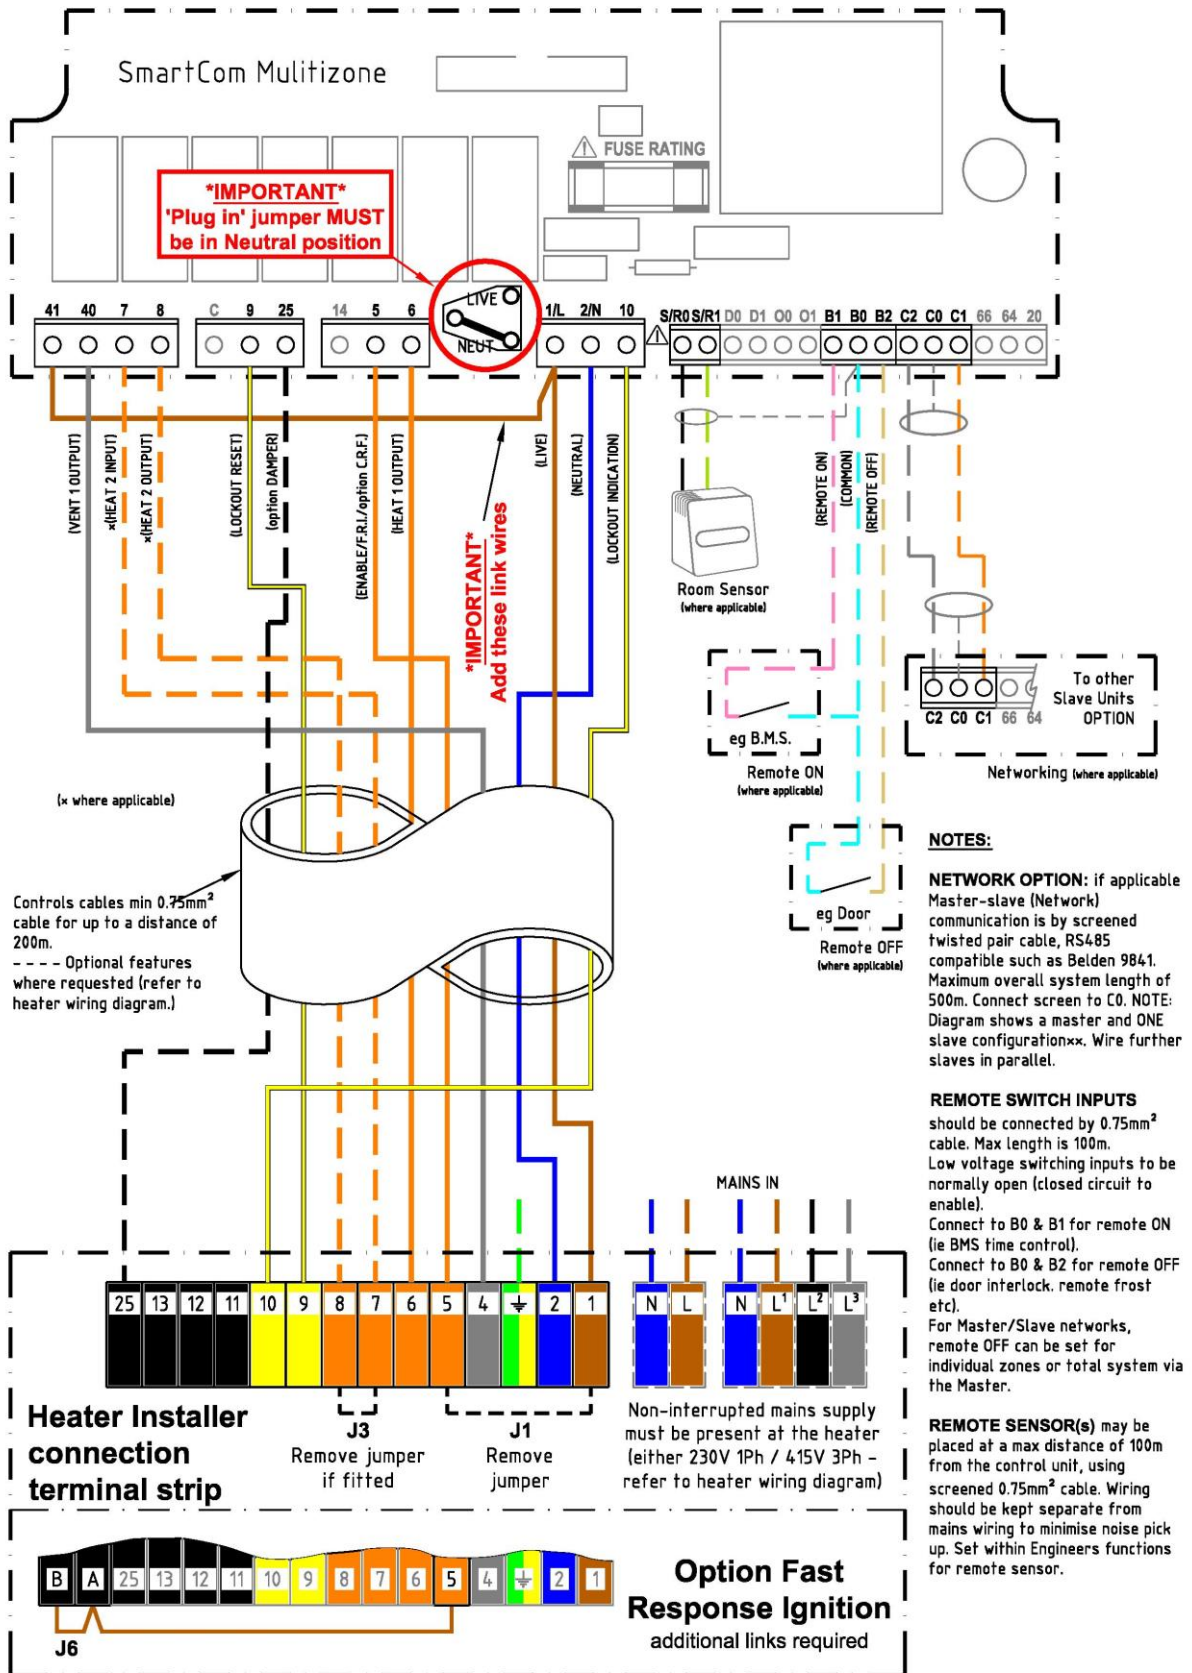 SmartCom Mulitizone
FUSE RATING
*IMPORTANT*
'Plug in' jumper MUST
be in Neutral position
LIVE
NEUT
41 40 7 8
C 9 25
14 5 6
1/L 2/N 10
S/R0 S/R1 D0 D1 O0 O1 B1 B0 B2 C2 C0 C1 66 64 20
(VENT 1 OUTPUT)
×(HEAT 2 INPUT)
×(HEAT 2 OUTPUT)
(LOCKOUT RESET)
(option DAMPER)
(ENABLE/F.R.I./option C.R.F.)
(HEAT 1 OUTPUT)
*IMPORTANT*
Add these link wires
(LIVE)
(NEUTRAL)
(LOCKOUT INDICATION)
(REMOTE ON)
(COMMON)
(REMOTE OFF)
Room Sensor
(where applicable)
eg B.M.S.
Remote ON
(where applicable)
C2 C0 C1 66 64
To other
Slave Units
OPTION
Networking (where applicable)
eg Door
Remote OFF
(where applicable)
(× where applicable)
Controls cables min 0.75mm²
cable for up to a distance of
200m.
- - - - Optional features
where requested (refer to
heater wiring diagram.)
NOTES:
NETWORK OPTION: if applicable
Master-slave (Network)
communication is by screened
twisted pair cable, RS485
compatible such as Belden 9841.
Maximum overall system length of
500m. Connect screen to C0. NOTE:
Diagram shows a master and ONE
slave configuration××. Wire further
slaves in parallel.
REMOTE SWITCH INPUTS
should be connected by 0.75mm²
cable. Max length is 100m.
Low voltage switching inputs to be
normally open (closed circuit to
enable).
Connect to B0 & B1 for remote ON
(ie BMS time control).
Connect to B0 & B2 for remote OFF
(ie door interlock. remote frost
etc).
For Master/Slave networks,
remote OFF can be set for
individual zones or total system via
the Master.
REMOTE SENSOR(s) may be
placed at a max distance of 100m
from the control unit, using
screened 0.75mm² cable. Wiring
should be kept separate from
mains wiring to minimise noise pick
up. Set within Engineers functions
for remote sensor.
MAINS IN
25 13 12 11 10 9 8 7 6 5 4 2 1
N L
N L¹ L² L³
Heater Installer
connection
terminal strip
J3
Remove jumper
if fitted
J1
Remove
jumper
Non-interrupted mains supply
must be present at the heater
(either 230V 1Ph / 415V 3Ph -
refer to heater wiring diagram)
B A 25 13 12 11 10 9 8 7 6 5 4 2 1
J6
Option Fast
Response Ignition
additional links required